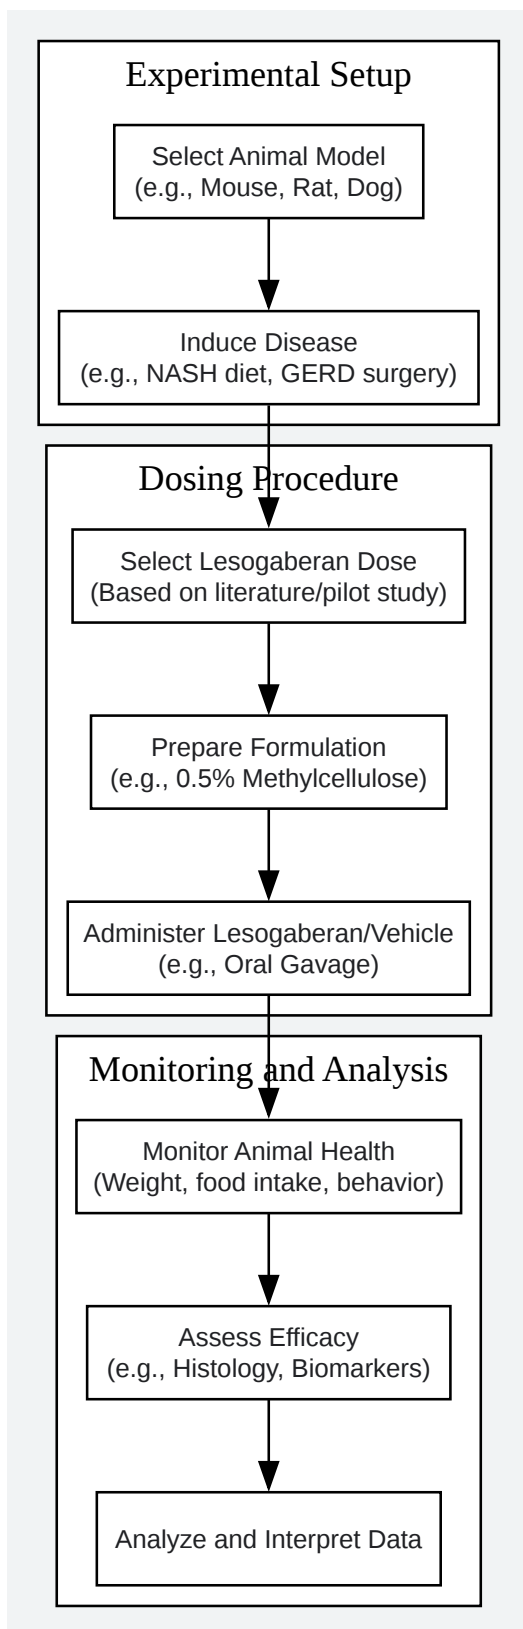 Experimental Setup
Select Animal Model
(e.g., Mouse, Rat, Dog)
Induce Disease
(e.g., NASH diet, GERD surgery)
Dosing Procedure
Select Lesogaberan Dose
(Based on literature/pilot study)
Prepare Formulation
(e.g., 0.5% Methylcellulose)
Administer Lesogaberan/Vehicle
(e.g., Oral Gavage)
Monitoring and Analysis
Monitor Animal Health
(Weight, food intake, behavior)
Assess Efficacy
(e.g., Histology, Biomarkers)
Analyze and Interpret Data